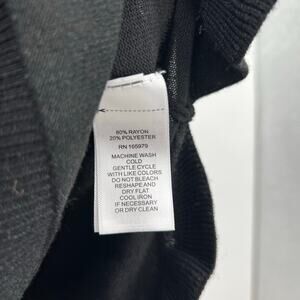 80% RAYON
20% POLYESTER
RN 165979
MACHINE WASH
COLD
GENTLE CYCLE
WITH LIKE COLORS
DO NOT BLEACH
RESHAPE AND
DRY FLAT
COOL IRON
IF NECESSARY
OR DRY CLEAN